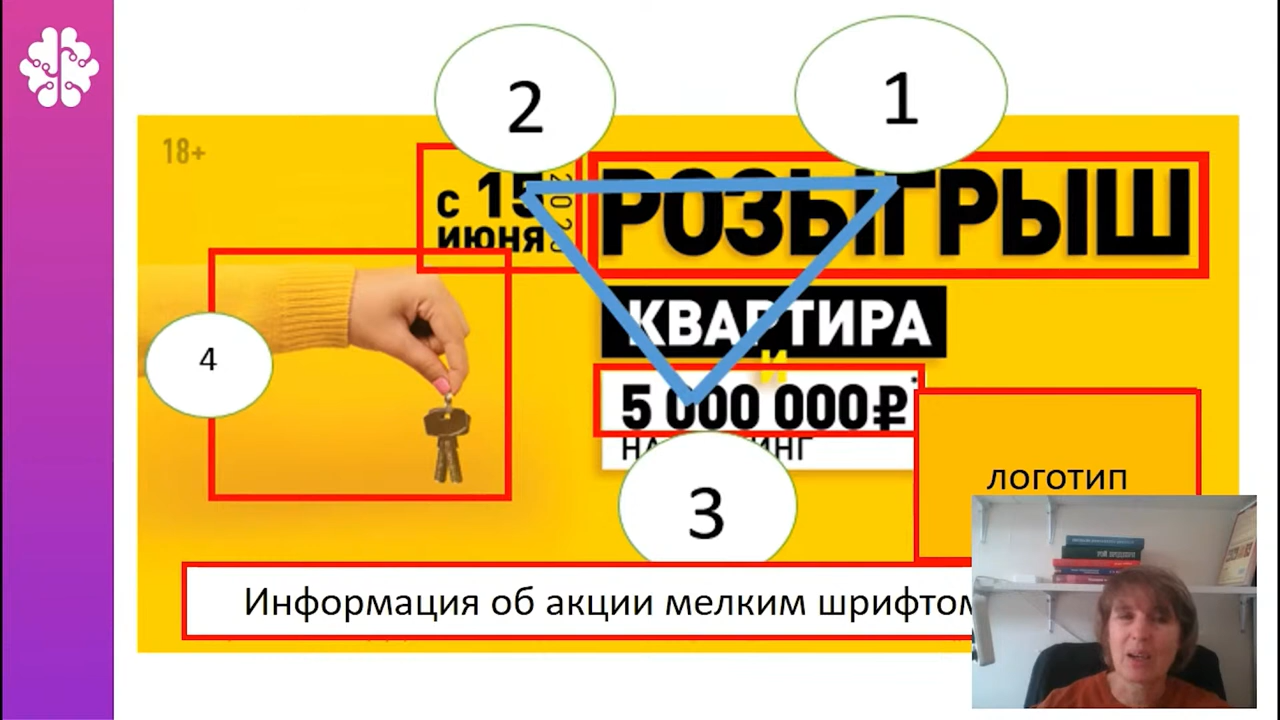 2
1
18+
с 15
июня
РОЗЫГРЫШ
КВАРТИРА
4
и
5 000 000₽*
логотип
3
Информация об акции мелким шрифтом